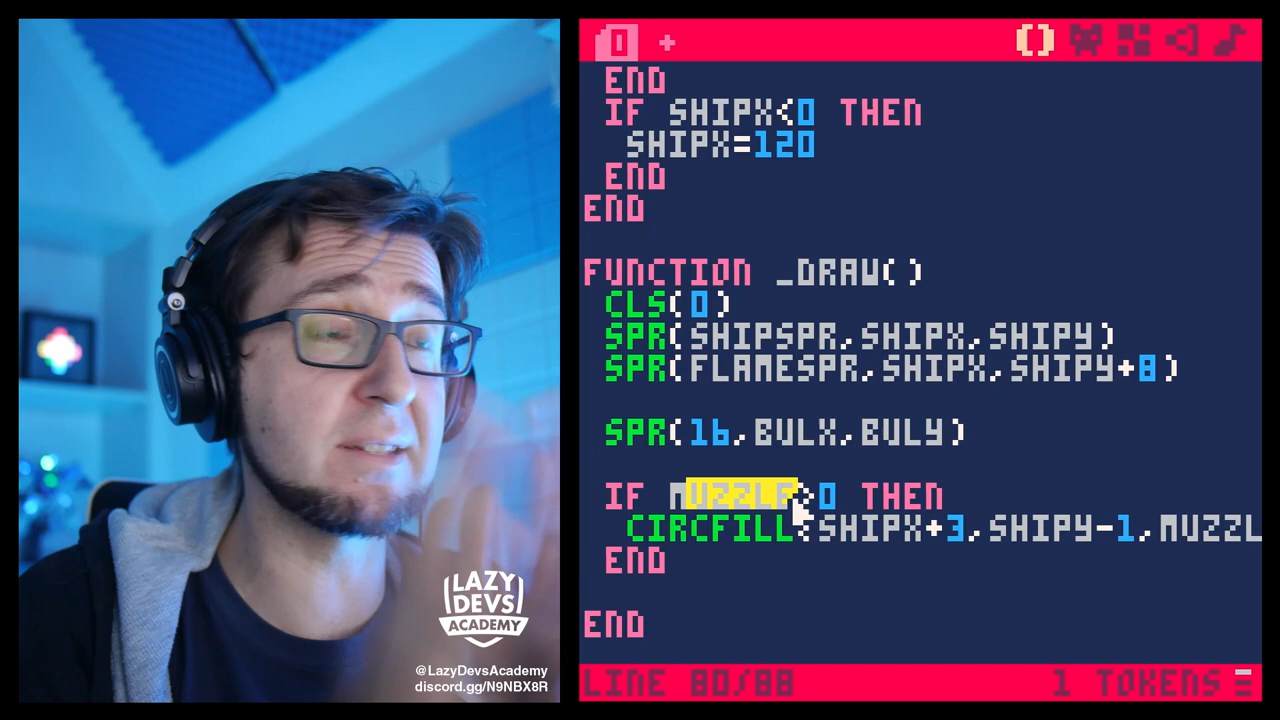 LAZY
DEVS
ACADEMY
@LazyDevsAcademy
discord.gg/N9NBX8R
0 +
END
IF SHIPX<0 THEN
SHIPX=120
END
END
FUNCTION _DRAW()
CLS(0)
SPR(SHIPSPR,SHIPX,SHIPY)
SPR(FLAMESPR,SHIPX,SHIPY+8)
SPR(16,BULX,BULY)
IF MUZZLE>0 THEN
CIRCFILL(SHIPX+3,SHIPY-1,MUZZL
END
END
LINE 80/88
1 TOKENS